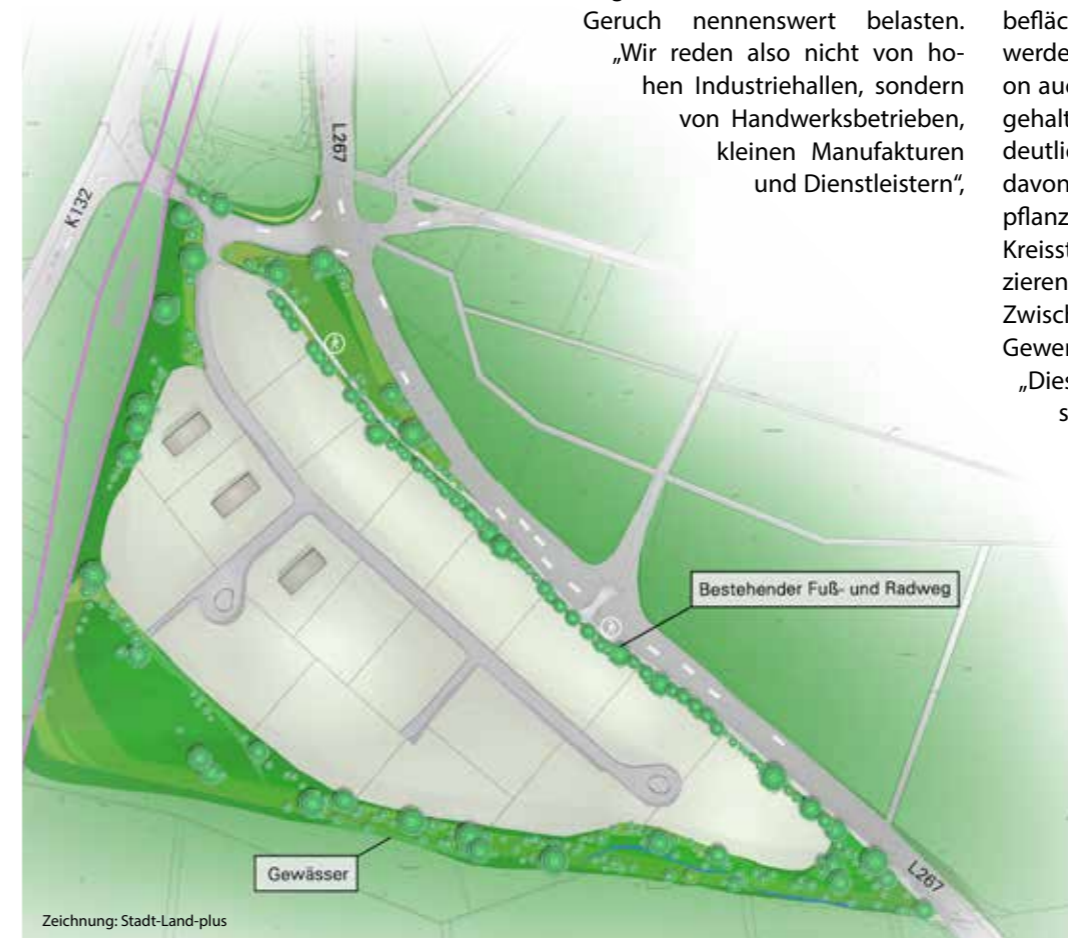 Geruch nennenswert belasten.
„Wir reden also nicht von ho-
hen Industriehallen, sondern
von Handwerksbetrieben,
kleinen Manufakturen
und Dienstleistern“,
werde
on auc
gehalt
deutlic
davon
pflanz
Kreisst
zieren
Zwisch
Gewer
„Dies
s
L267
K132
Bestehender Fuß- und Radweg
Gewässer
L267
Zeichnung: Stadt-Land-plus